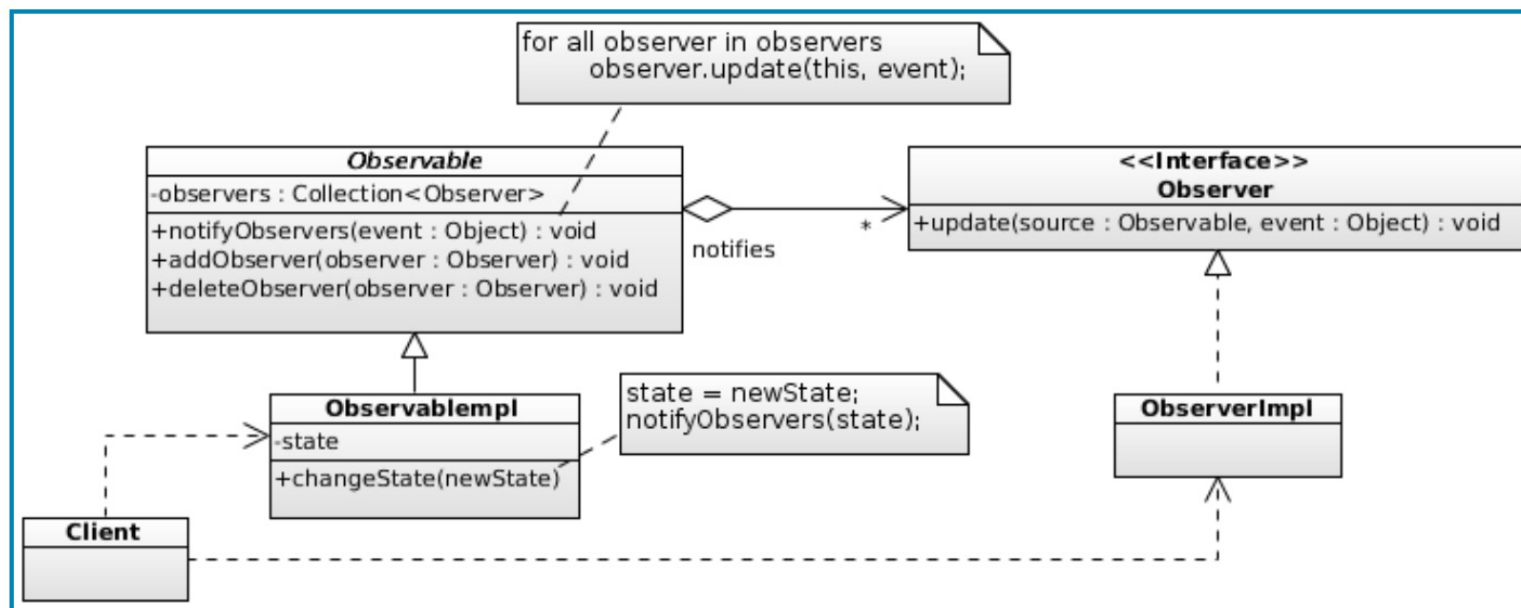 for all observer in observers
observer.update(this, event);
Observable
-observers : Collection<Observer>
+notifyObservers(event : Object) : void
+addObserver(observer : Observer) : void
+deleteObserver(observer : Observer) : void
notifies
*
<<Interface>>
Observer
+update(source : Observable, event : Object) : void
ObservableImpl
-state
+changeState(newState)
state = newState;
notifyObservers(state);
ObserverImpl
Client